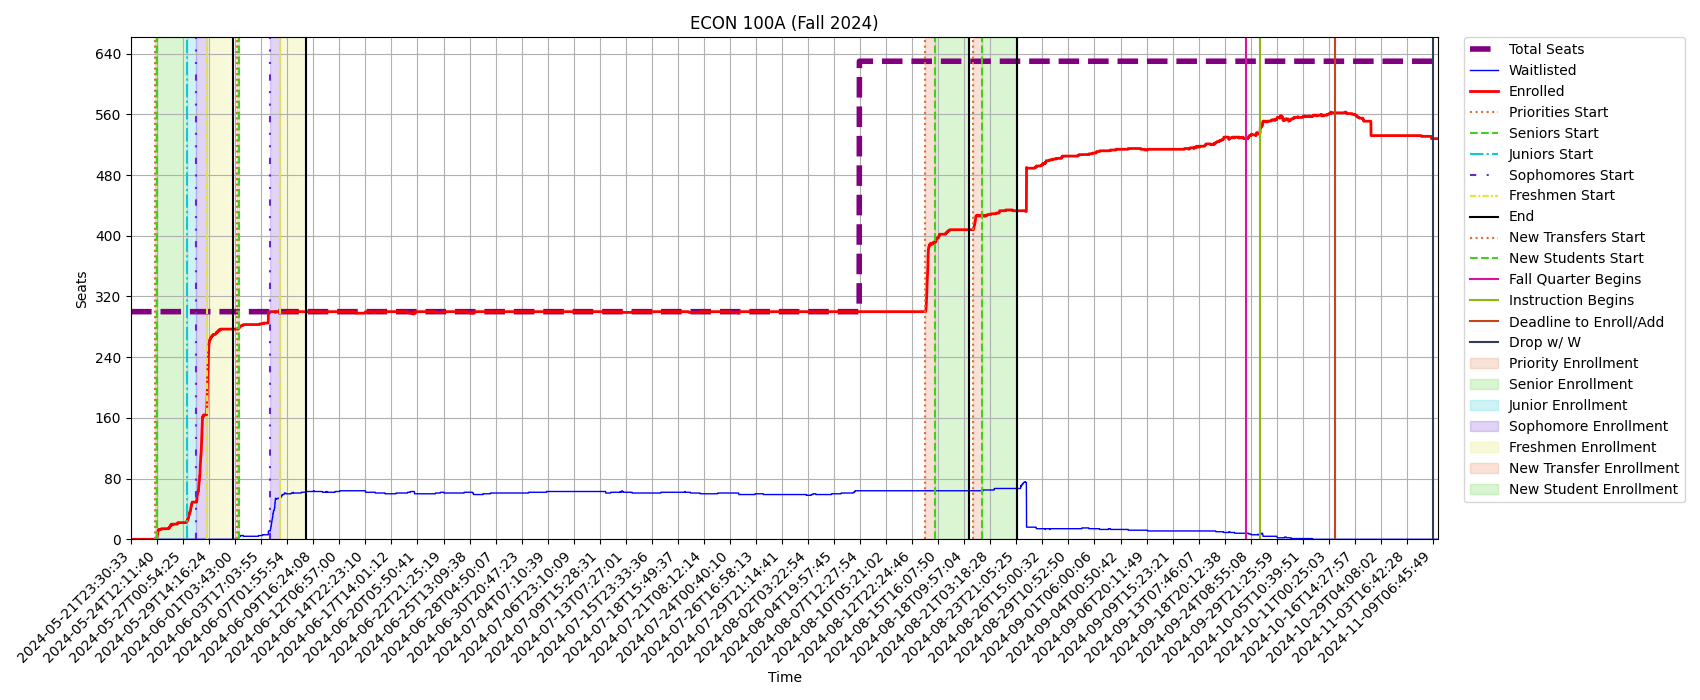 ECON 100A (Fall 2024)
640
560
480
400
320
240
160
80
0
Seats
2024-05-21T23:30:33
2024-05-24T12:11:40
2024-05-27T00:54:25
2024-05-29T14:16:24
2024-06-01T03:43:00
2024-06-03T17:03:55
2024-06-07T01:55:54
2024-06-09T16:24:08
2024-06-12T06:57:00
2024-06-14T22:23:10
2024-06-17T14:01:12
2024-06-20T05:50:41
2024-06-22T21:25:19
2024-06-25T13:09:38
2024-06-28T04:50:07
2024-06-30T20:47:23
2024-07-04T07:10:39
2024-07-06T23:10:09
2024-07-09T15:28:31
2024-07-13T07:27:01
2024-07-15T23:33:36
2024-07-18T15:49:37
2024-07-21T08:12:14
2024-07-24T00:40:10
2024-07-26T16:58:13
2024-07-29T21:14:41
2024-08-02T03:22:54
2024-08-04T19:57:45
2024-08-07T12:27:54
2024-08-10T05:21:02
2024-08-12T22:24:46
2024-08-15T16:07:50
2024-08-18T09:57:04
2024-08-21T03:18:28
2024-08-23T21:05:25
2024-08-26T15:00:32
2024-08-29T10:52:50
2024-09-01T06:00:06
2024-09-04T00:50:42
2024-09-06T20:11:49
2024-09-10T15:23:21
2024-09-13T17:46:07
2024-09-18T20:12:38
2024-09-24T04:55:08
2024-09-29T21:25:59
2024-10-05T10:39:51
2024-10-11T00:25:03
2024-10-16T14:27:57
2024-10-29T04:08:02
2024-11-03T16:42:28
2024-11-09T06:45:49
Time
Total Seats
Waitlisted
Enrolled
Priorities Start
Seniors Start
Juniors Start
Sophomores Start
Freshmen Start
End
New Transfers Start
New Students Start
Fall Quarter Begins
Instruction Begins
Deadline to Enroll/Add
Drop w/ W
Priority Enrollment
Senior Enrollment
Junior Enrollment
Sophomore Enrollment
Freshmen Enrollment
New Transfer Enrollment
New Student Enrollment